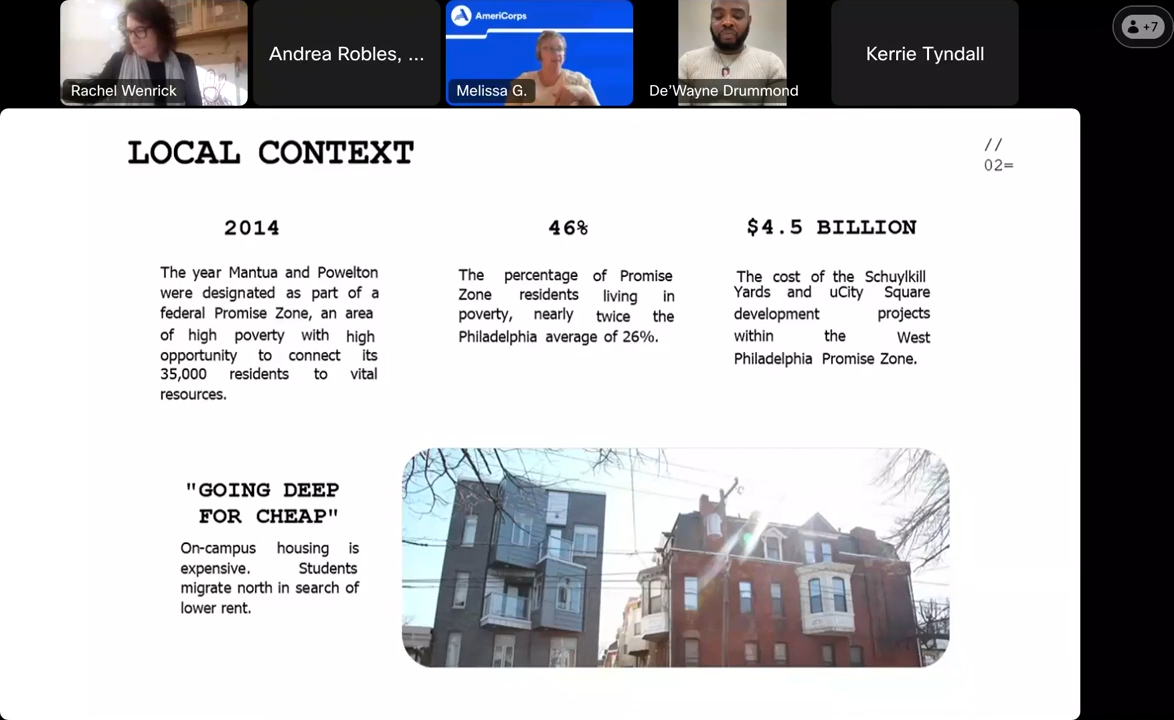 AmeriCorps
Rachel Wenrick
Andrea Robles, ...
Melissa G.
De'Wayne Drummond
Kerrie Tyndall
+7
LOCAL CONTEXT
//
02=
2014
The year Mantua and Powelton
were designated as part of a
federal Promise Zone, an area
of high poverty with high
opportunity to connect its
35,000 residents to vital
resources.
46%
The percentage of Promise
Zone residents living in
poverty, nearly twice the
Philadelphia average of 26%.
$4.5 BILLION
The cost of the Schuylkill
Yards and uCity Square
development projects
within the West
Philadelphia Promise Zone.
"GOING DEEP
FOR CHEAP"
On-campus housing is
expensive. Students
migrate north in search of
lower rent.